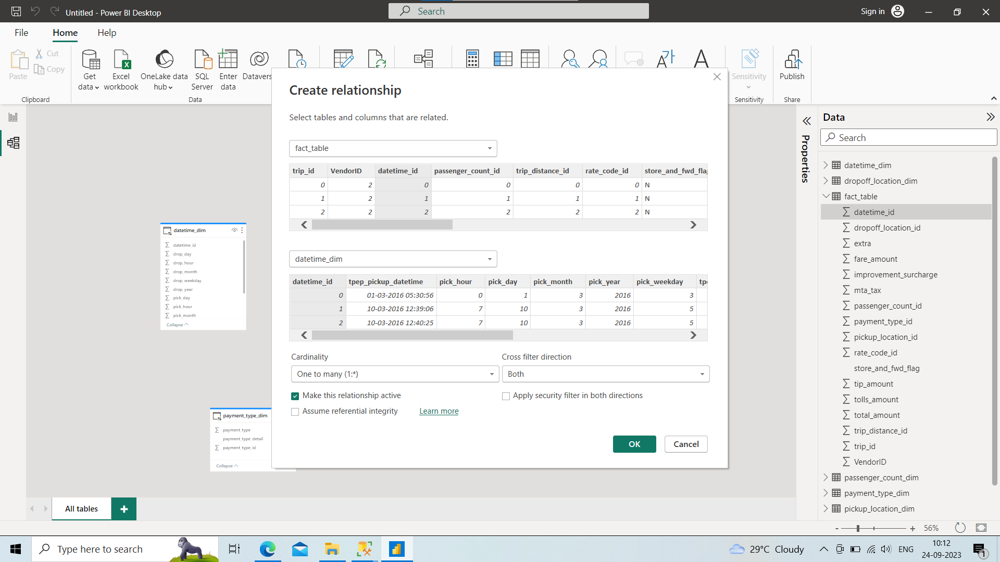 Untitled - Power BI Desktop
Search
Sign in
File
Home
Help
Paste
Cut
Copy
Get data
Excel workbook
OneLake data hub
SQL Server
Enter data
Datavers
Sensitivity
Publish
Clipboard
Data
Sensitivity
Share
Create relationship
Select tables and columns that are related.
fact_table
trip_id VendorID datetime_id passenger_count_id trip_distance_id rate_code_id store_and_fwd_flag
0 2 0 0 0 0 N
1 2 1 1 1 1 N
2 2 2 2 2 2 N
datetime_dim
datetime_id tpep_pickup_datetime pick_hour pick_day pick_month pick_year pick_weekday tpe
0 01-03-2016 05:30:56 0 1 3 2016 3
1 10-03-2016 12:39:06 7 10 3 2016 5
2 10-03-2016 12:40:25 7 10 3 2016 5
Cardinality
Cross filter direction
One to many (1:*)
Both
Make this relationship active
Apply security filter in both directions
Assume referential integrity
Learn more
OK
Cancel
datetime_dim
datetime_id
drop_day
drop_hour
drop_month
drop_weekday
drop_year
pick_day
pick_hour
pick_month
Collapse
payment_type_dim
payment_type
payment_type_detail
payment_type_id
Collapse
Properties
Data
Search
datetime_dim
dropoff_location_dim
fact_table
datetime_id
dropoff_location_id
extra
fare_amount
improvement_surcharge
mta_tax
passenger_count_id
payment_type_id
pickup_location_id
rate_code_id
store_and_fwd_flag
tip_amount
tolls_amount
total_amount
trip_distance_id
trip_id
VendorID
passenger_count_dim
payment_type_dim
pickup_location_dim
All tables
+
- + 56%
Type here to search
29°C Cloudy
ENG
10:12
24-09-2023
1